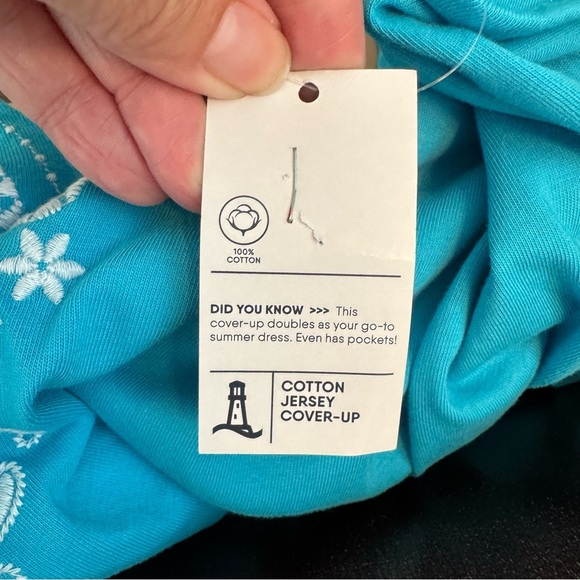 100%
COTTON
DID YOU KNOW >>> This
cover-up doubles as your go-to
summer dress. Even has pockets!
COTTON
JERSEY
COVER-UP